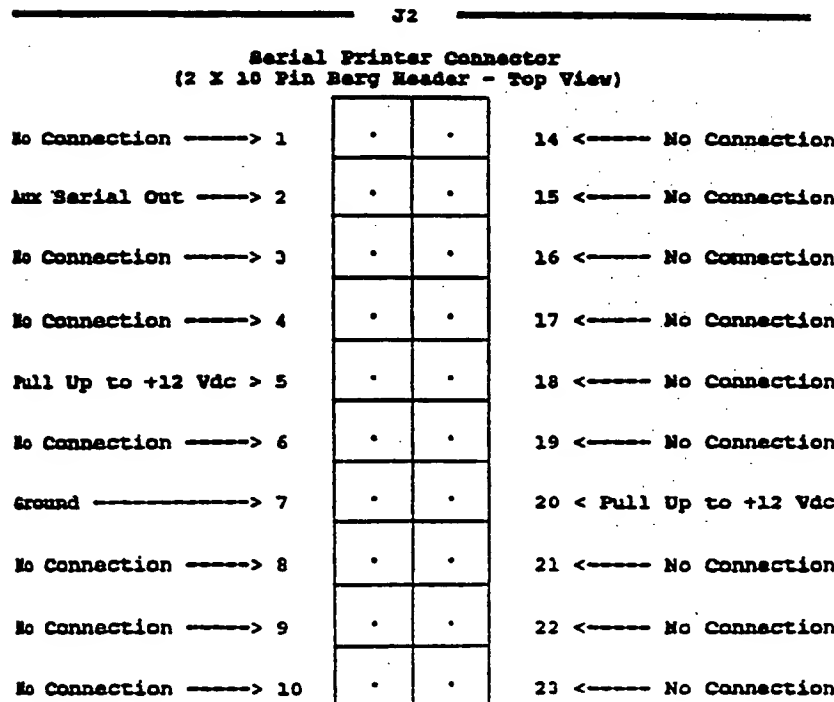 J2
Serial Printer Connector
(2 X 10 Pin Berg Header - Top View)
No Connection -----> 1 14 <----- No Connection
Aux Serial Out ----> 2 15 <----- No Connection
No Connection -----> 3 16 <----- No Connection
No Connection -----> 4 17 <----- No Connection
Pull Up to +12 Vdc > 5 18 <----- No Connection
No Connection -----> 6 19 <----- No Connection
Ground ------------> 7 20 < Pull Up to +12 Vdc
No Connection -----> 8 21 <----- No Connection
No Connection -----> 9 22 <----- No Connection
No Connection -----> 10 23 <----- No Connection